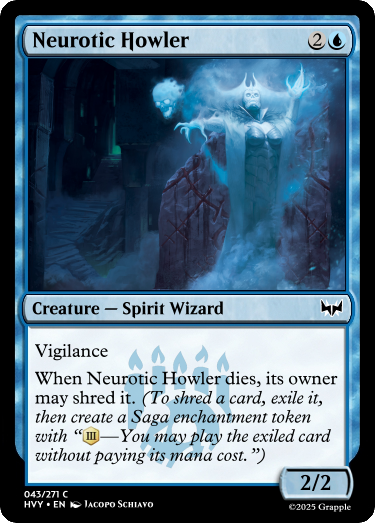 Neurotic Howler 2
Creature — Spirit Wizard
Vigilance
When Neurotic Howler dies, its owner
may shred it. (To shred a card, exile it,
then create a Saga enchantment token
with “III—You may play the exiled card
without paying its mana cost.”)
2/2
043/271 C
HVY • EN Jacopo Schiavo
©2025 Grapple